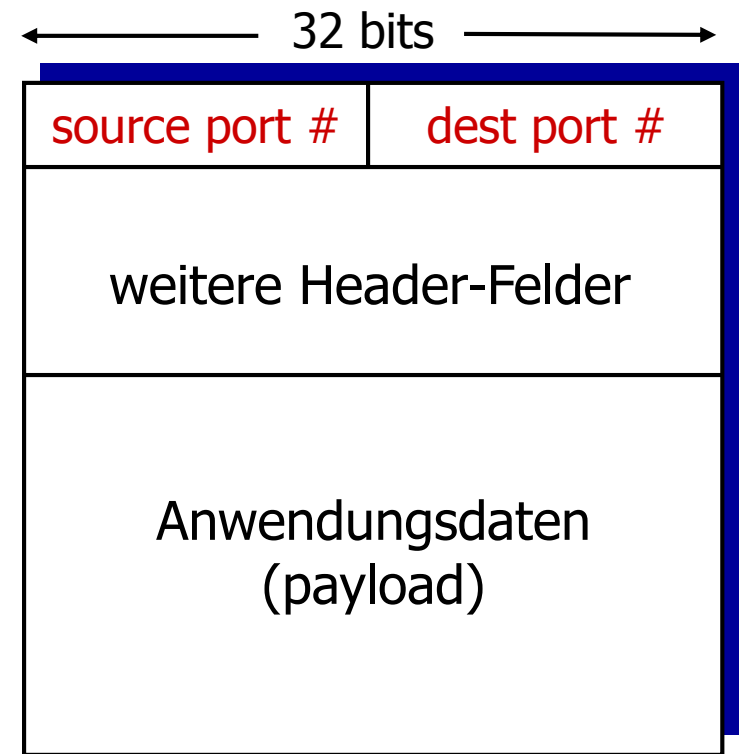 32 bits
source port #
dest port #
weitere Header-Felder
Anwendungsdaten
(payload)